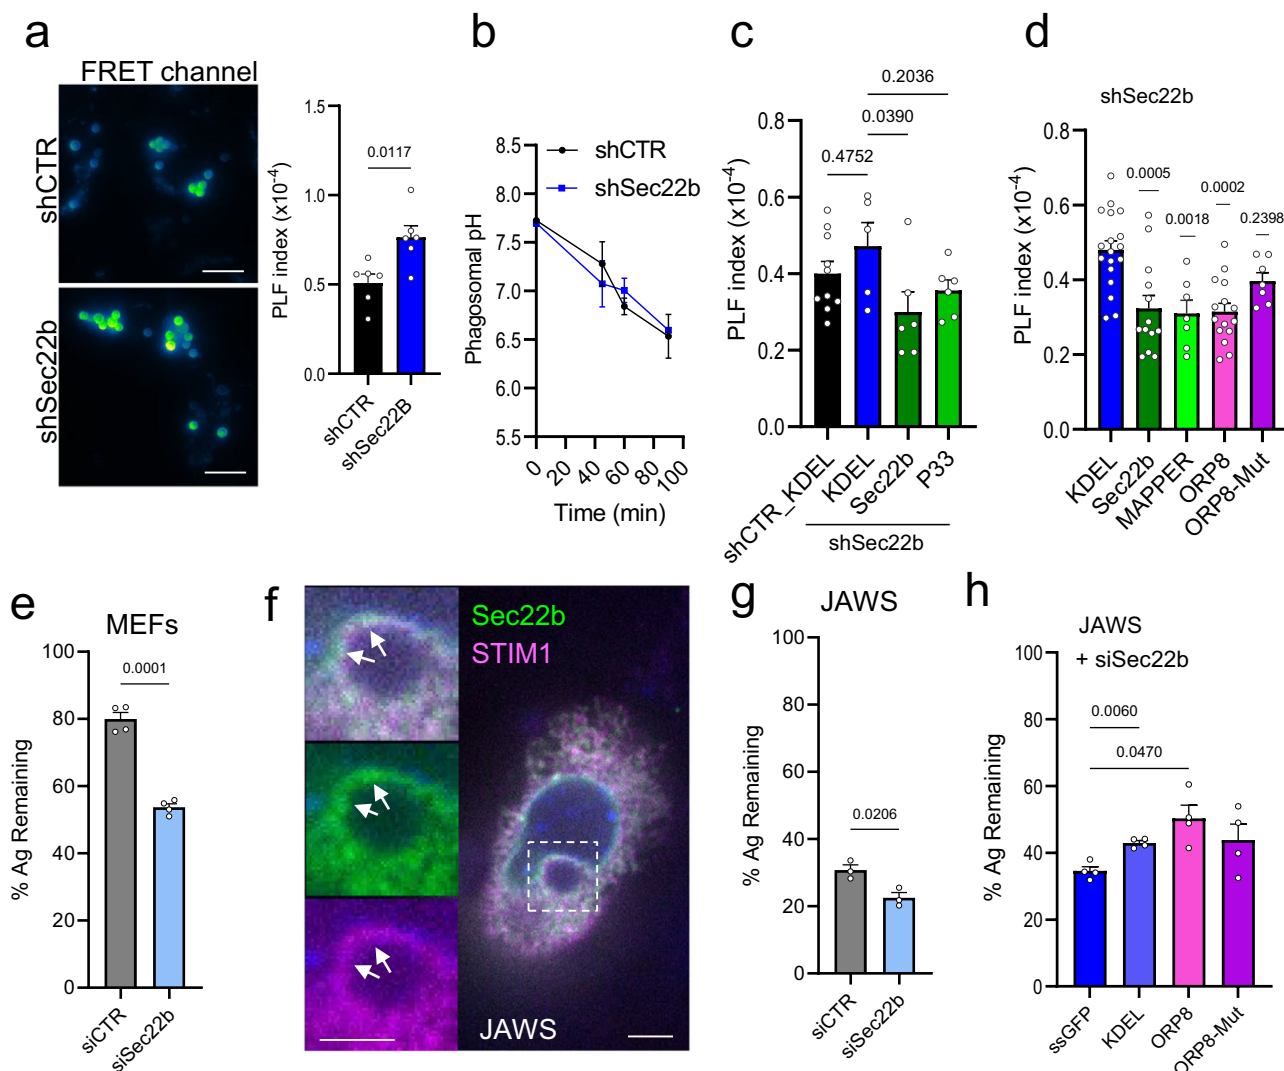 a
FRET channel
shCTR
shSec22b
PLF index (x10⁻⁴)
1.5
1.0
0.5
0.0
0.0117
shCTR
shSec22B
b
Phagosomal pH
8.5
8.0
7.5
7.0
6.5
6.0
5.5
shCTR
shSec22b
0
20
40
60
80
100
Time (min)
c
PLF index (x10⁻⁴)
0.8
0.6
0.4
0.2
0.0
0.2036
0.0390
0.4752
shCTR_KDEL
KDEL
Sec22b
P33
shSec22b
d
shSec22b
PLF index (x10⁻⁴)
0.8
0.6
0.4
0.2
0.0
0.0005
0.0018
0.0002
0.2398
KDEL
Sec22b
MAPPER
ORP8
ORP8-Mut
e
MEFs
% Ag Remaining
100
80
60
40
20
0
0.0001
siCTR
siSec22b
f
Sec22b
STIM1
JAWS
g
JAWS
% Ag Remaining
100
80
60
40
20
0
0.0206
siCTR
siSec22b
h
JAWS
+ siSec22b
% Ag Remaining
100
80
60
40
20
0
0.0060
0.0470
ssGFP
KDEL
ORP8
ORP8-Mut